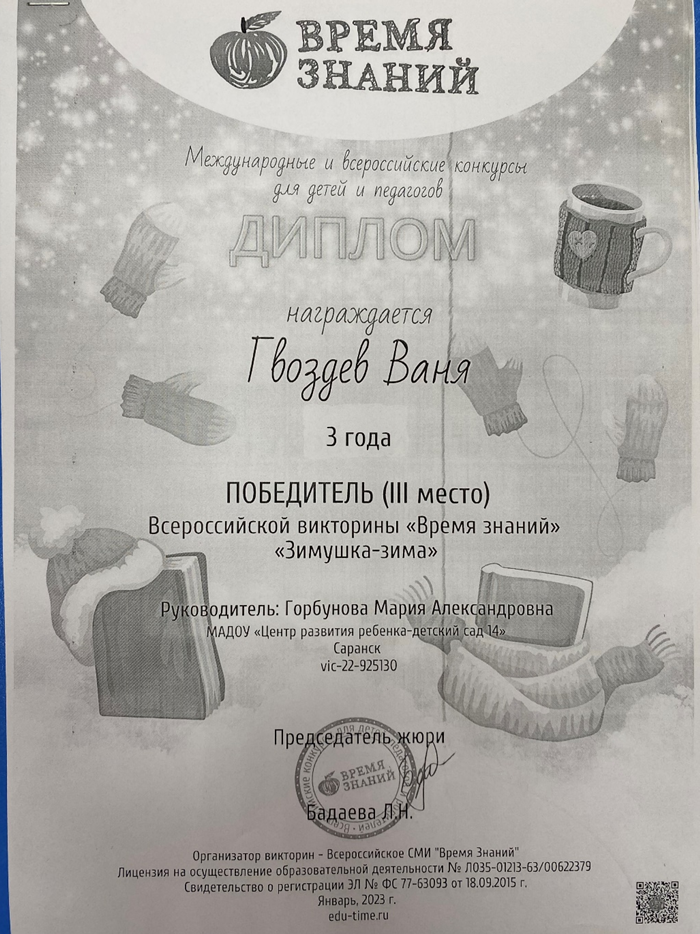 ВРЕМЯ
ЗНАНИЙ
Международные и всероссийские конкурсы
для детей и педагогов
ДИПЛОМ
награждается
Гвоздев Ваня
3 года
ПОБЕДИТЕЛЬ (III место)
Всероссийской викторины «Время знаний»
«Зимушка-зима»
Руководитель: Горбунова Мария Александровна
МАДОУ «Центр развития ребенка-детский сад 14»
Саранск
vic-22-925130
Председатель жюри
ВРЕМЯ
ЗНАНИЙ
Бадаева Л.Н.
Организатор викторин - Всероссийское СМИ "Время Знаний"
Лицензия на осуществление образовательной деятельности № Л035-01213-63/00622379
Свидетельство о регистрации ЭЛ № ФС 77-63093 от 18.09.2015 г.
Январь, 2023 г.
edu-time.ru